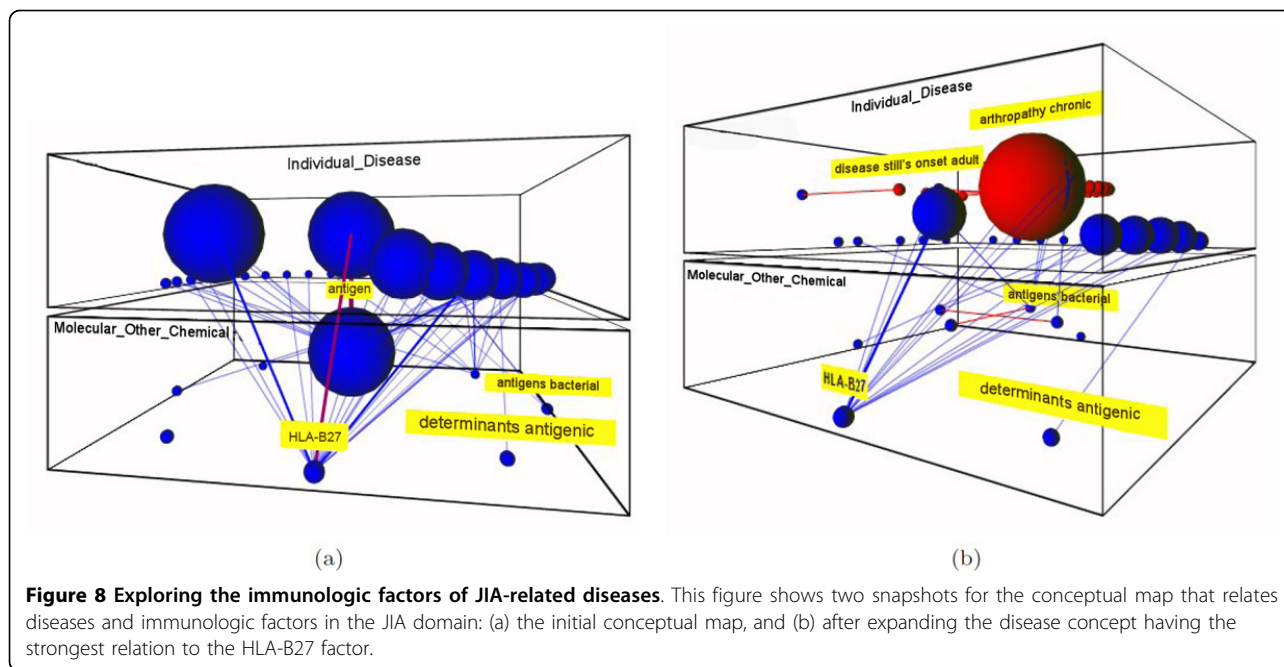 Individual_Disease
antigen
Molecular_Other_Chemical
antigens bacterial
determinants antigenic
HLA-B27
(a)
Individual_Disease
arthropathy chronic
disease still's onset adult
Molecular_Other_Chemical
antigens bacterial
HLA-B27
determinants antigenic
(b)
Figure 8 Exploring the immunologic factors of JIA-related diseases. This figure shows two snapshots for the conceptual map that relates
diseases and immunologic factors in the JIA domain: (a) the initial conceptual map, and (b) after expanding the disease concept having the
strongest relation to the HLA-B27 factor.